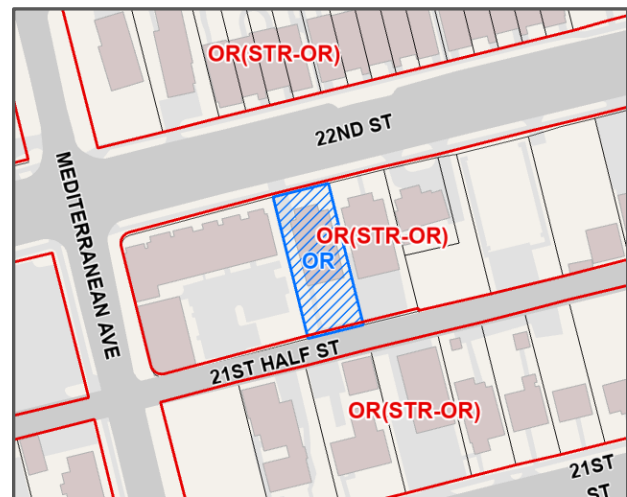 OR(STR-OR)
22ND ST
MEDITERRANEAN AVE
OR(STR-OR)
OR
21ST HALF ST
OR(STR-OR)
21ST
ST